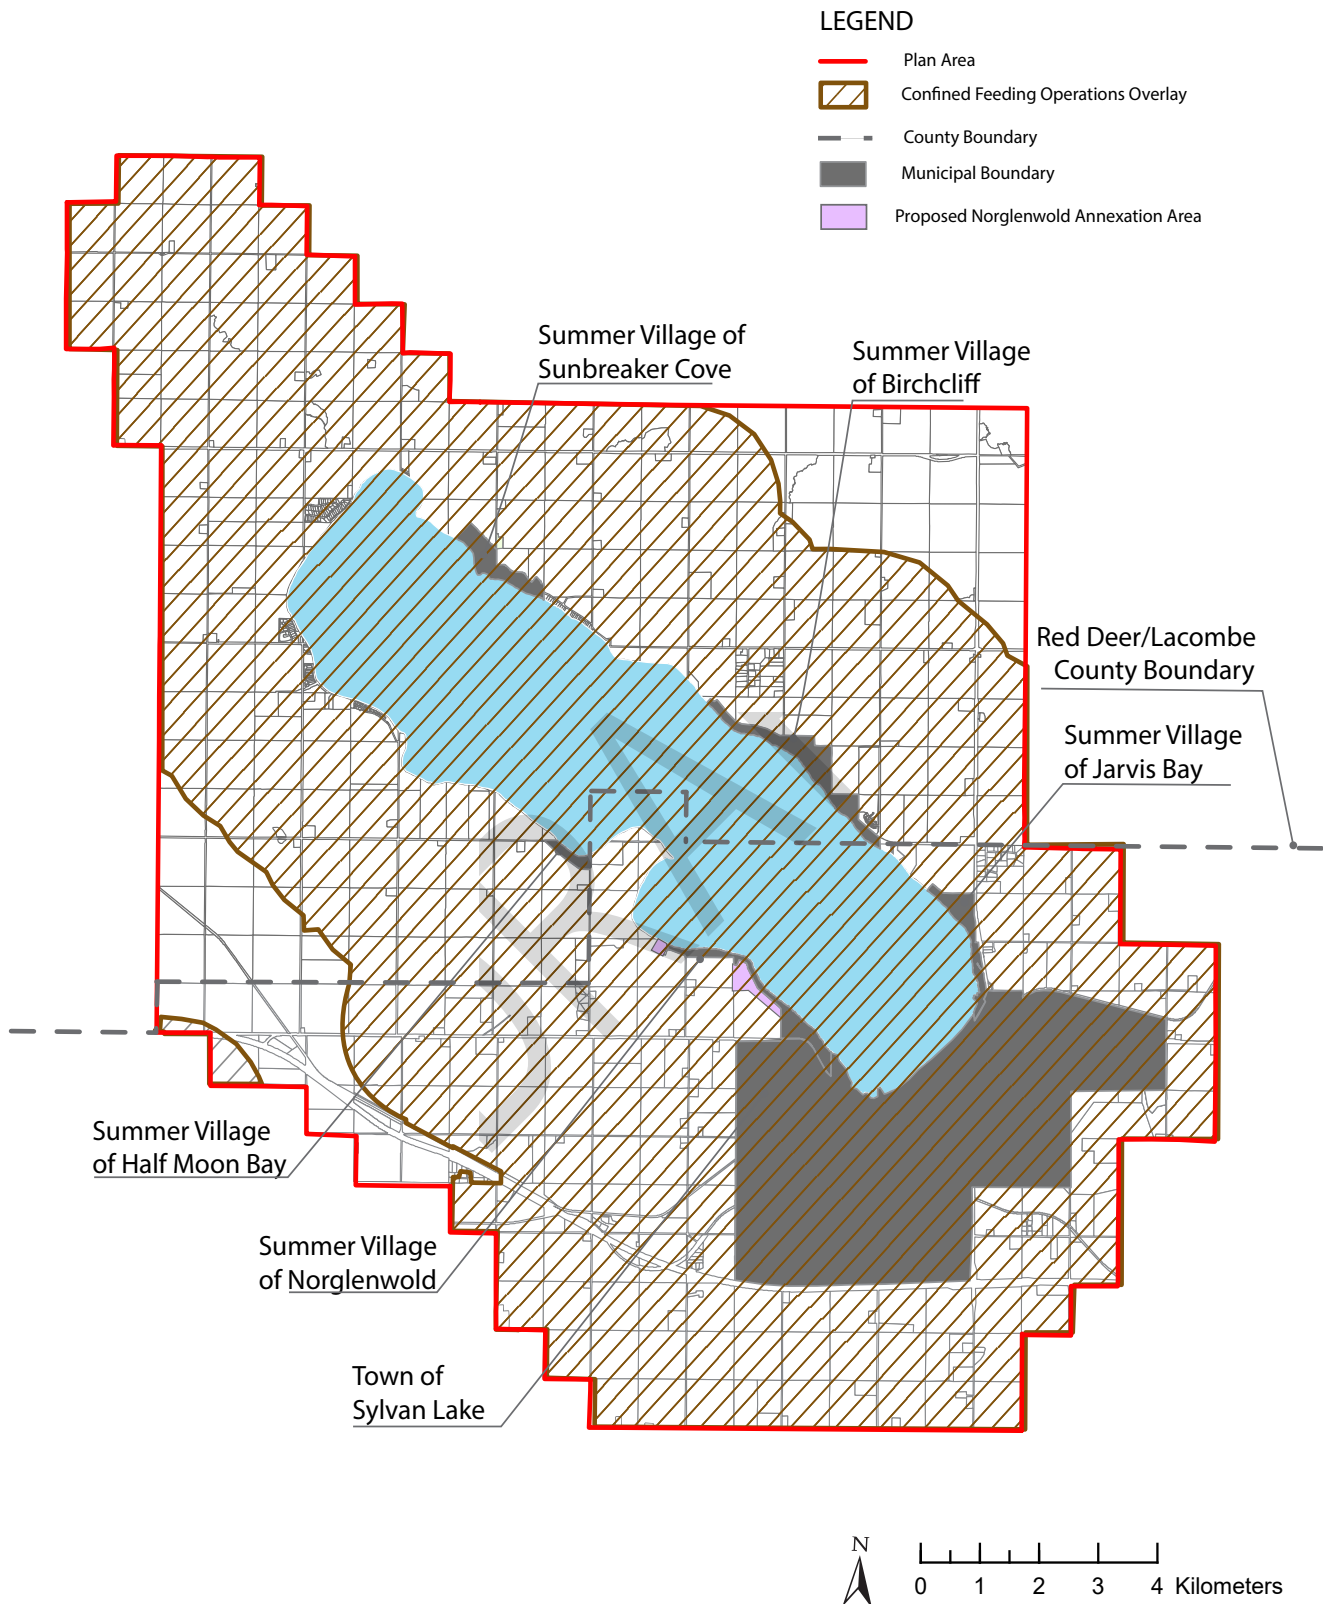 LEGEND
Plan Area
Confined Feeding Operations Overlay
County Boundary
Municipal Boundary
Proposed Norglenwold Annexation Area
Summer Village of
Sunbreaker Cove
Summer Village
of Birchcliff
Red Deer/Lacombe
County Boundary
Summer Village
of Jarvis Bay
Summer Village
of Half Moon Bay
Summer Village
of Norglenwold
Town of
Sylvan Lake
N
0 1 2 3 4 Kilometers